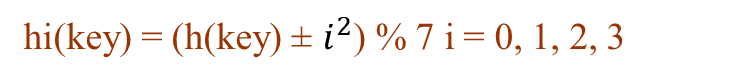 hi(key) = (h(key) ± i²) % 7 i = 0, 1, 2, 3